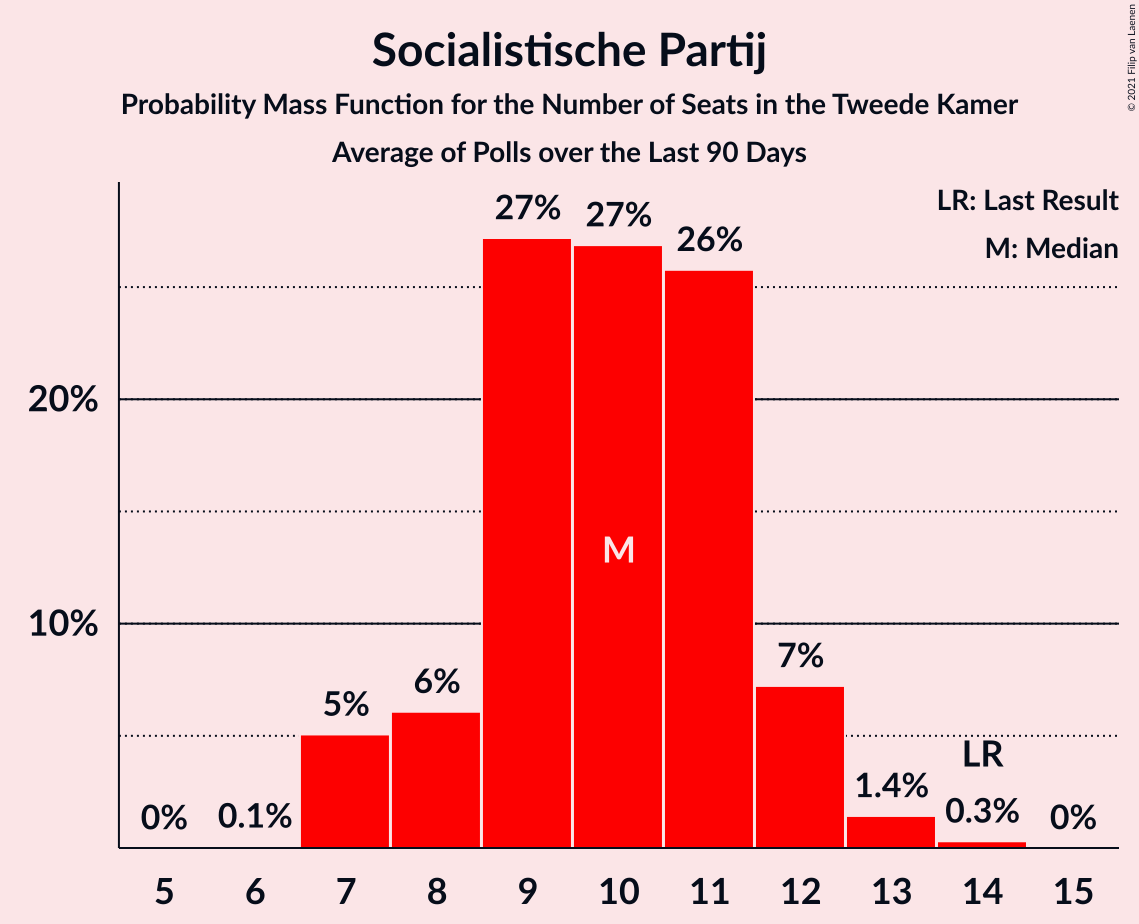 Socialistische Partij
Probability Mass Function for the Number of Seats in the Tweede Kamer
Average of Polls over the Last 90 Days
© 2021 Filip van Laenen
LR: Last Result
M: Median
27%
27%
26%
20%
M
10%
7%
6%
5%
LR
1.4%
0.3%
0%
0.1%
0%
5 6 7 8 9 10 11 12 13 14 15